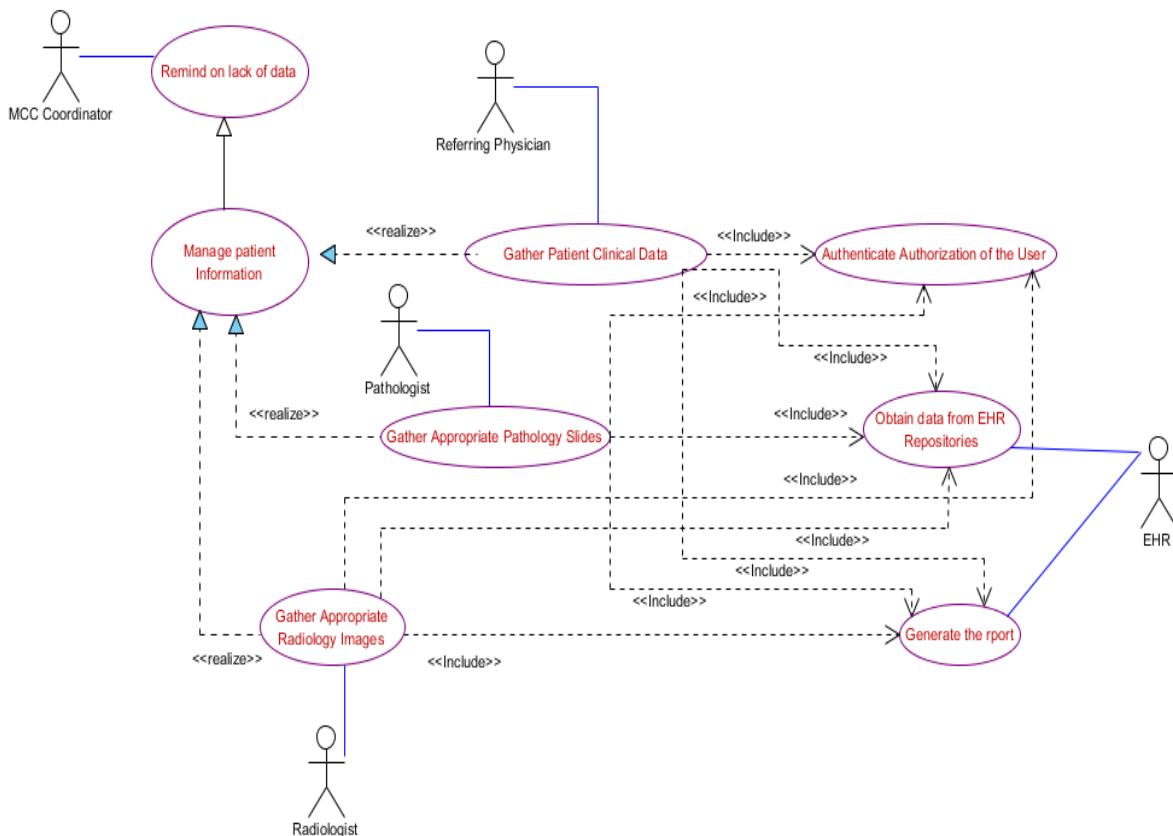 Remind on lack of data
MCC Coordinator
Referring Physician
<<realize>>
<<Include>>
Manage patient
Information
Gather Patient Clinical Data
Authenticate Authorization of the User
<<Include>>
<<Include>>
Pathologist
<<realize>>
<<Include>>
Gather Appropriate Pathology Slides
Obtain data from EHR
Repositories
<<Include>>
EHR
<<Include>>
<<Include>>
<<Include>>
Gather Appropriate
Radiology Images
Generate the rport
<<realize>>
<<Include>>
Radiologist